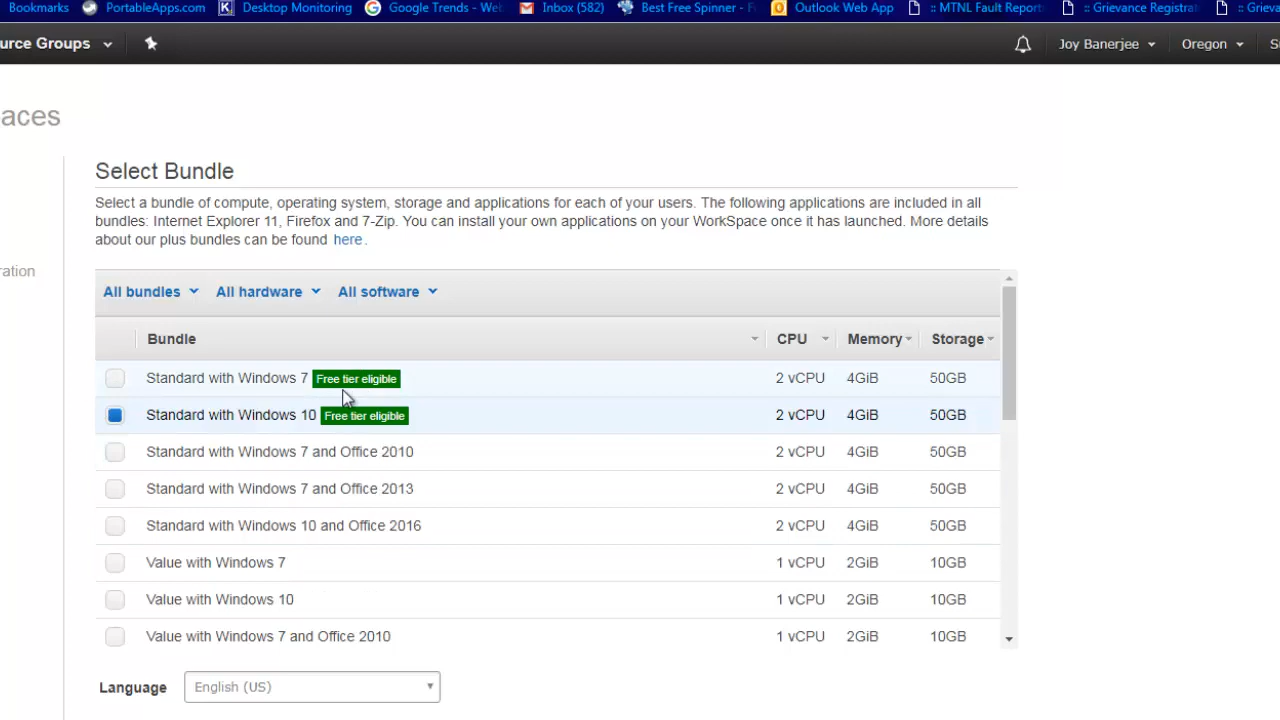 Bookmarks PortableApps.com K Desktop Monitoring G Google Trends - We Inbox (582) Best Free Spinner - F Outlook Web App :: MTNL Fault Report :: Grievance Registra :: Grieva
urce Groups Joy Banerjee Oregon S
aces
Select Bundle
Select a bundle of compute, operating system, storage and applications for each of your users. The following applications are included in all
bundles: Internet Explorer 11, Firefox and 7-Zip. You can install your own applications on your WorkSpace once it has launched. More details
about our plus bundles can be found here .
ration
All bundles All hardware All software
Bundle CPU Memory Storage
Standard with Windows 7 Free tier eligible 2 vCPU 4GiB 50GB
Standard with Windows 10 Free tier eligible 2 vCPU 4GiB 50GB
Standard with Windows 7 and Office 2010 2 vCPU 4GiB 50GB
Standard with Windows 7 and Office 2013 2 vCPU 4GiB 50GB
Standard with Windows 10 and Office 2016 2 vCPU 4GiB 50GB
Value with Windows 7 1 vCPU 2GiB 10GB
Value with Windows 10 1 vCPU 2GiB 10GB
Value with Windows 7 and Office 2010 1 vCPU 2GiB 10GB
Language English (US)